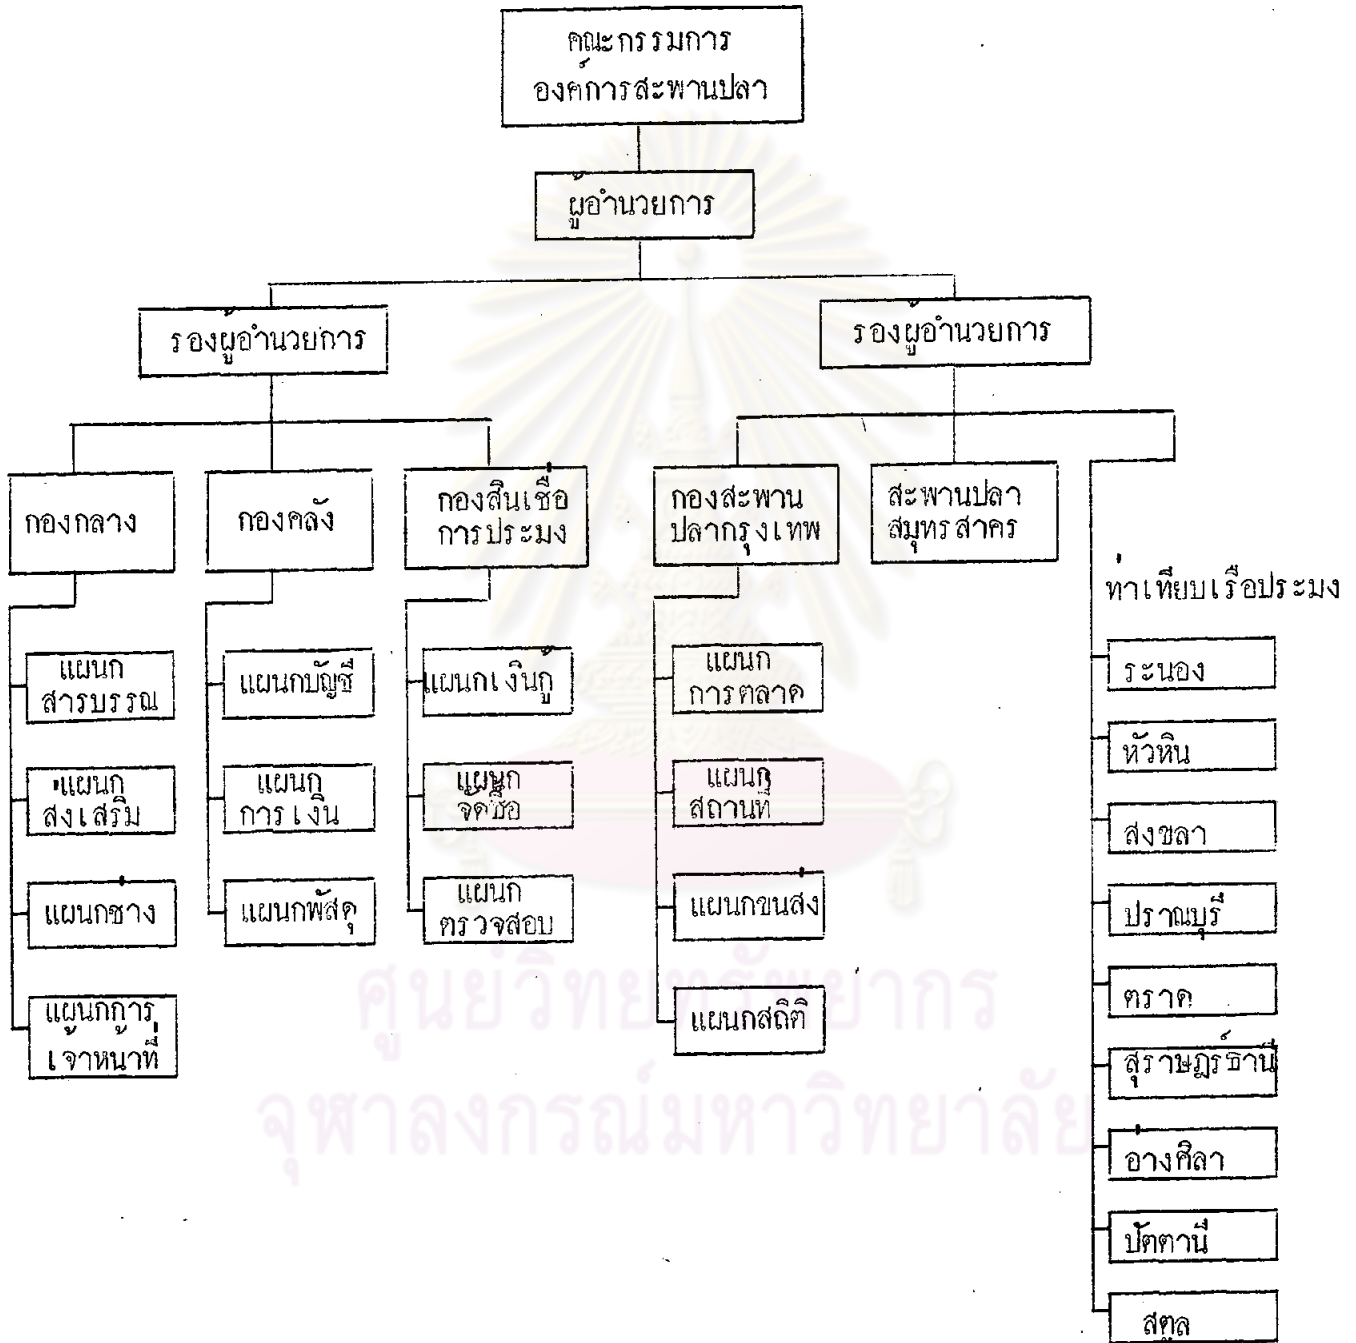 คณะกรรมการ
องค์การสะพานปลา
ผู้อำนวยการ
รองผู้อำนวยการ
รองผู้อำนวยการ
กองกลาง
กองคลัง
กองสินเชื่อ
การประมง
กองสะพาน
ปลากรุงเทพ
สะพานปลา
สมุทรสาคร
ท่าเทียบเรือประมง
แผนก
สารบรรณ
แผนก
ส่งเสริม
แผนกช่าง
แผนกการ
เจ้าหน้าที่
แผนกบัญชี
แผนก
การเงิน
แผนกพัสดุ
แผนกเงินกู้
แผนก
จัดซื้อ
แผนก
ตรวจสอบ
แผนก
การตลาด
แผนก
สถานที่
แผนกขนส่ง
แผนกสถิติ
ระนอง
หัวหิน
สงขลา
ปราณบุรี
ตราด
สุราษฎร์ธานี
อ่างศิลา
ปัตตานี
สตูล
ศูนย์วิทยทรัพยากร
จุฬาลงกรณ์มหาวิทยาลัย